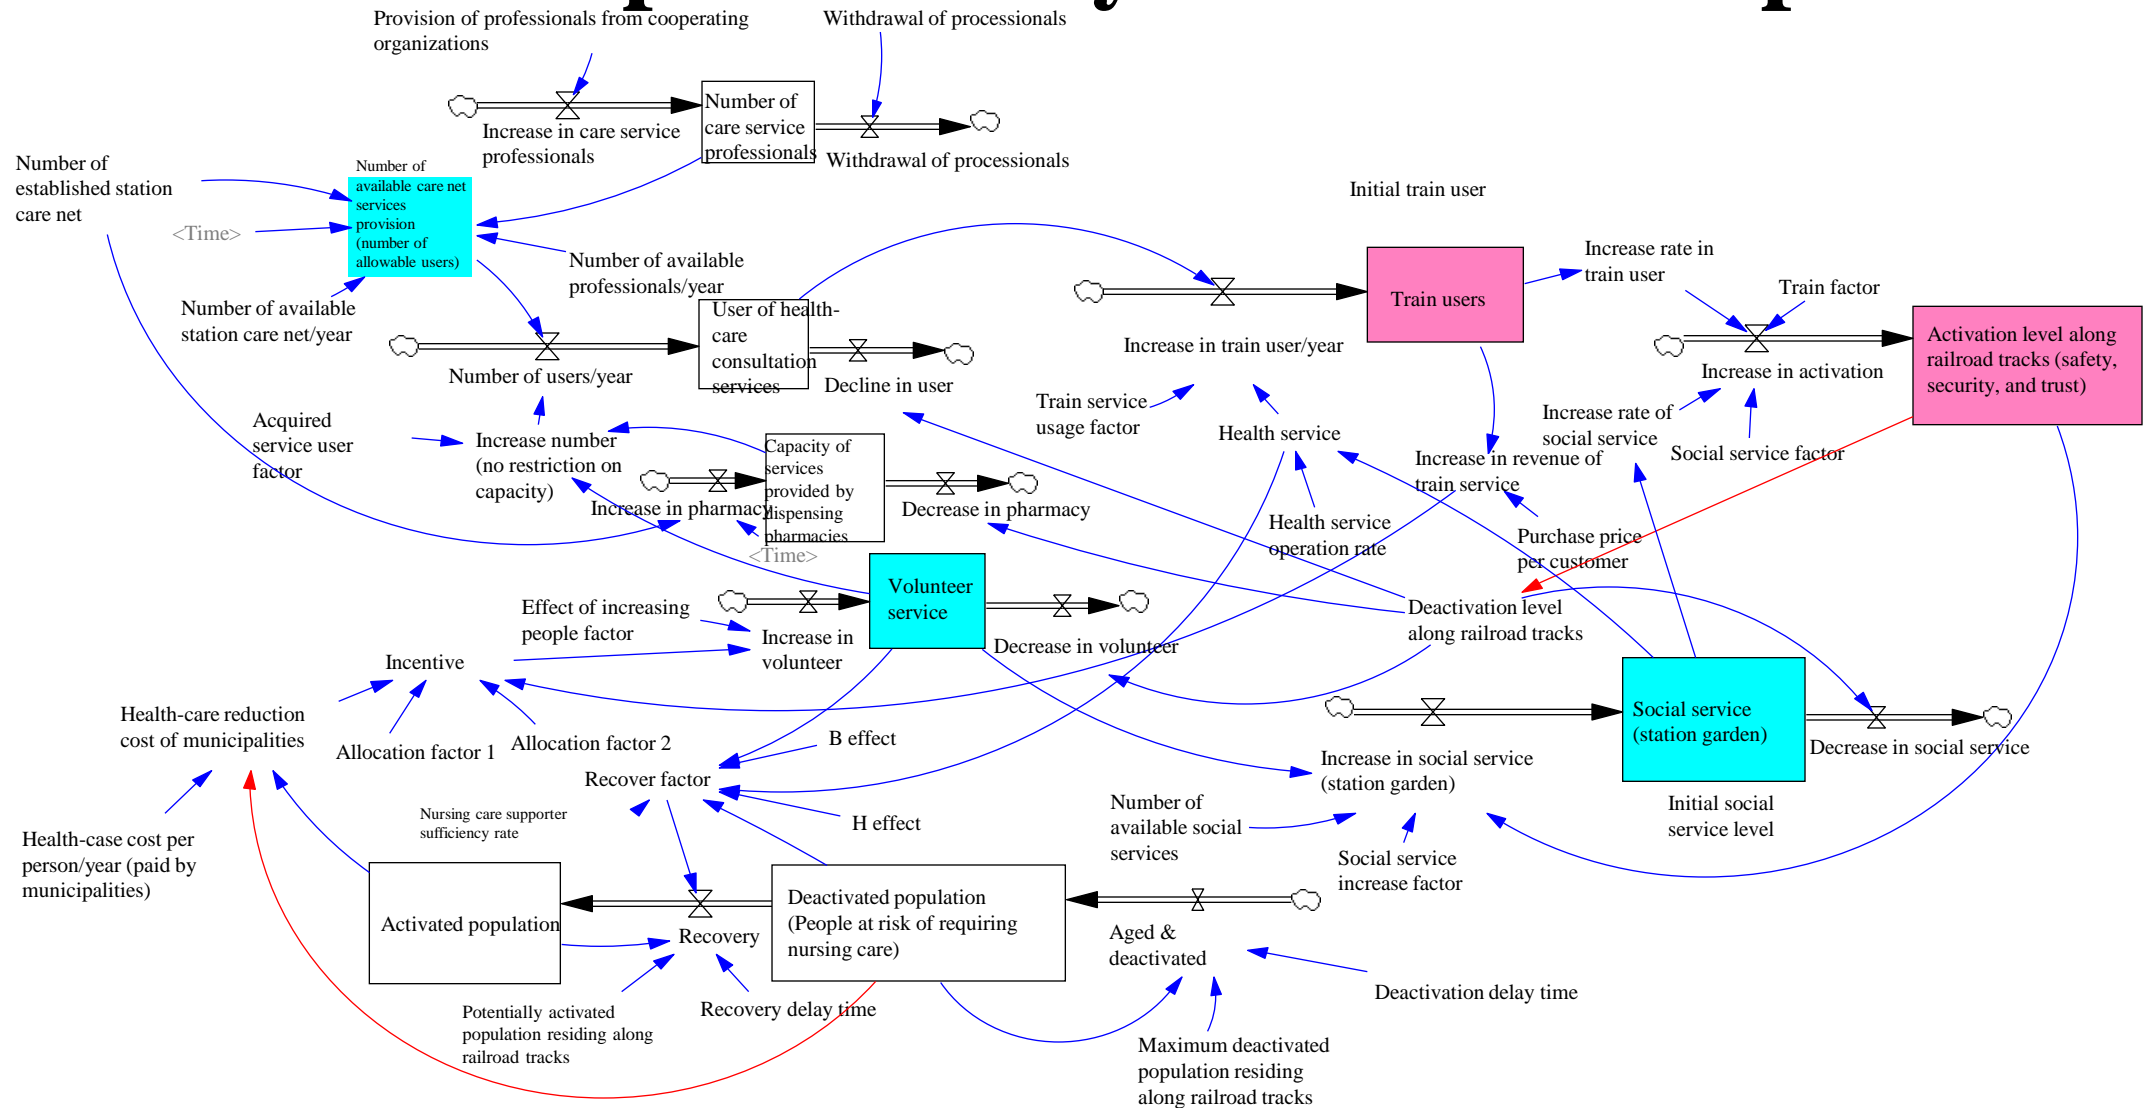 Provision of professionals from cooperating
organizations
Withdrawal of processionals
Number of
care service
professionals
Increase in care service
professionals
Withdrawal of processionals
Number of
established station
care net
Number of
available care net
services
provision
(number of
allowable users)
<Time>
Number of available
professionals/year
Number of available
station care net/year
User of health-
care
consultation
services
Number of users/year
Decline in user
Initial train user
Train users
Increase rate in
train user
Train factor
Activation level along
railroad tracks (safety,
security, and trust)
Increase in train user/year
Increase in activation
Train service
usage factor
Health service
Increase rate of
social service
Social service factor
Increase in revenue of
train service
Acquired
service user
factor
Increase number
(no restriction on
capacity)
Capacity of
services
provided by
dispensing
pharmacies
Increase in pharmacy
Decrease in pharmacy
<Time>
Health service
operation rate
Purchase price
per customer
Volunteer
service
Effect of increasing
people factor
Increase in
volunteer
Decrease in volunteer
Deactivation level
along railroad tracks
Incentive
Health-care reduction
cost of municipalities
Allocation factor 1
Allocation factor 2
B effect
Recover factor
H effect
Social service
(station garden)
Increase in social service
(station garden)
Decrease in social service
Initial social
service level
Number of
available social
services
Social service
increase factor
Nursing care supporter
sufficiency rate
Health-case cost per
person/year (paid by
municipalities)
Activated population
Recovery
Deactivated population
(People at risk of requiring
nursing care)
Aged &
deactivated
Deactivation delay time
Potentially activated
population residing along
railroad tracks
Recovery delay time
Maximum deactivated
population residing
along railroad tracks